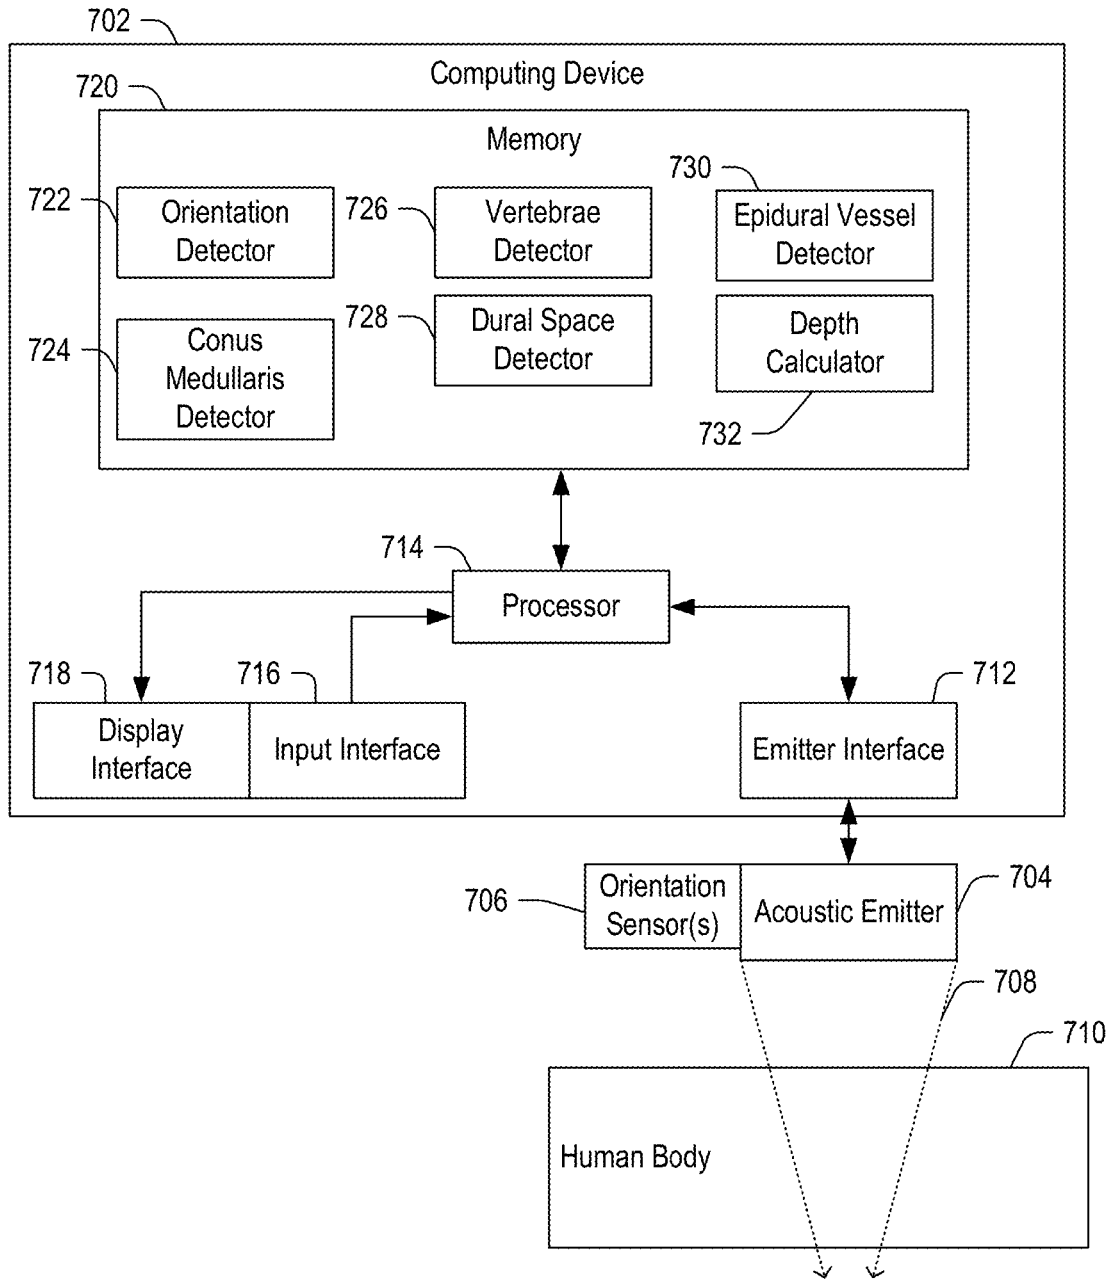 702
Computing Device
720
Memory
722
Orientation
Detector
726
Vertebrae
Detector
730
Epidural Vessel
Detector
724
Conus
Medullaris
Detector
728
Dural Space
Detector
Depth
Calculator
732
714
Processor
718
Display
Interface
716
Input Interface
712
Emitter Interface
706
Orientation
Sensor(s)
Acoustic Emitter
704
708
710
Human Body